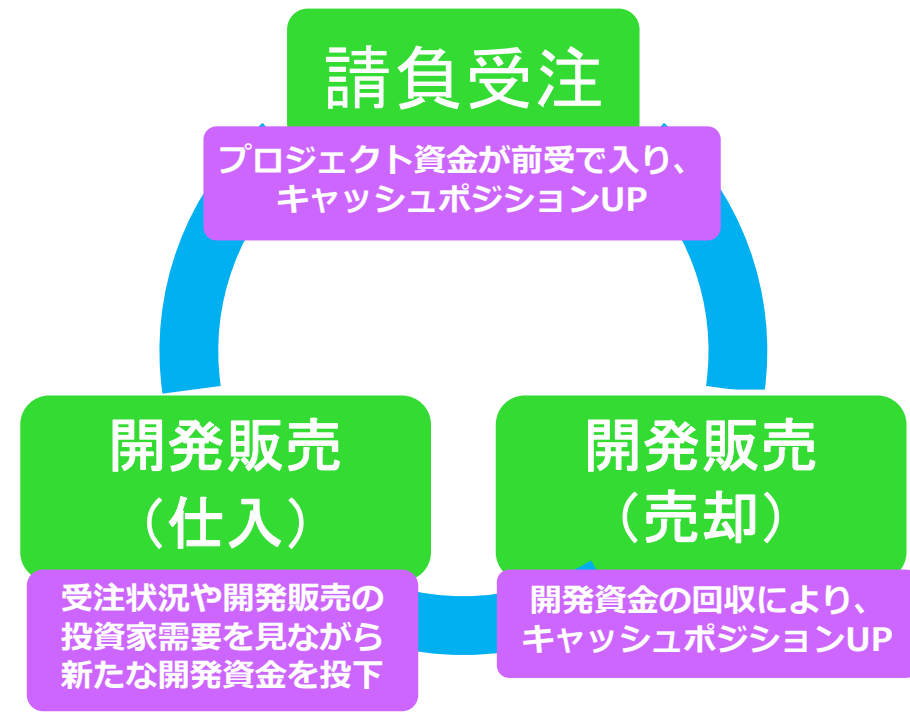 請負受注
プロジェクト資金が前受で入り、
キャッシュポジションUP
開発販売
（仕入）
受注状況や開発販売の
投資家需要を見ながら
新たな開発資金を投下
開発販売
（売却）
開発資金の回収により、
キャッシュポジションUP